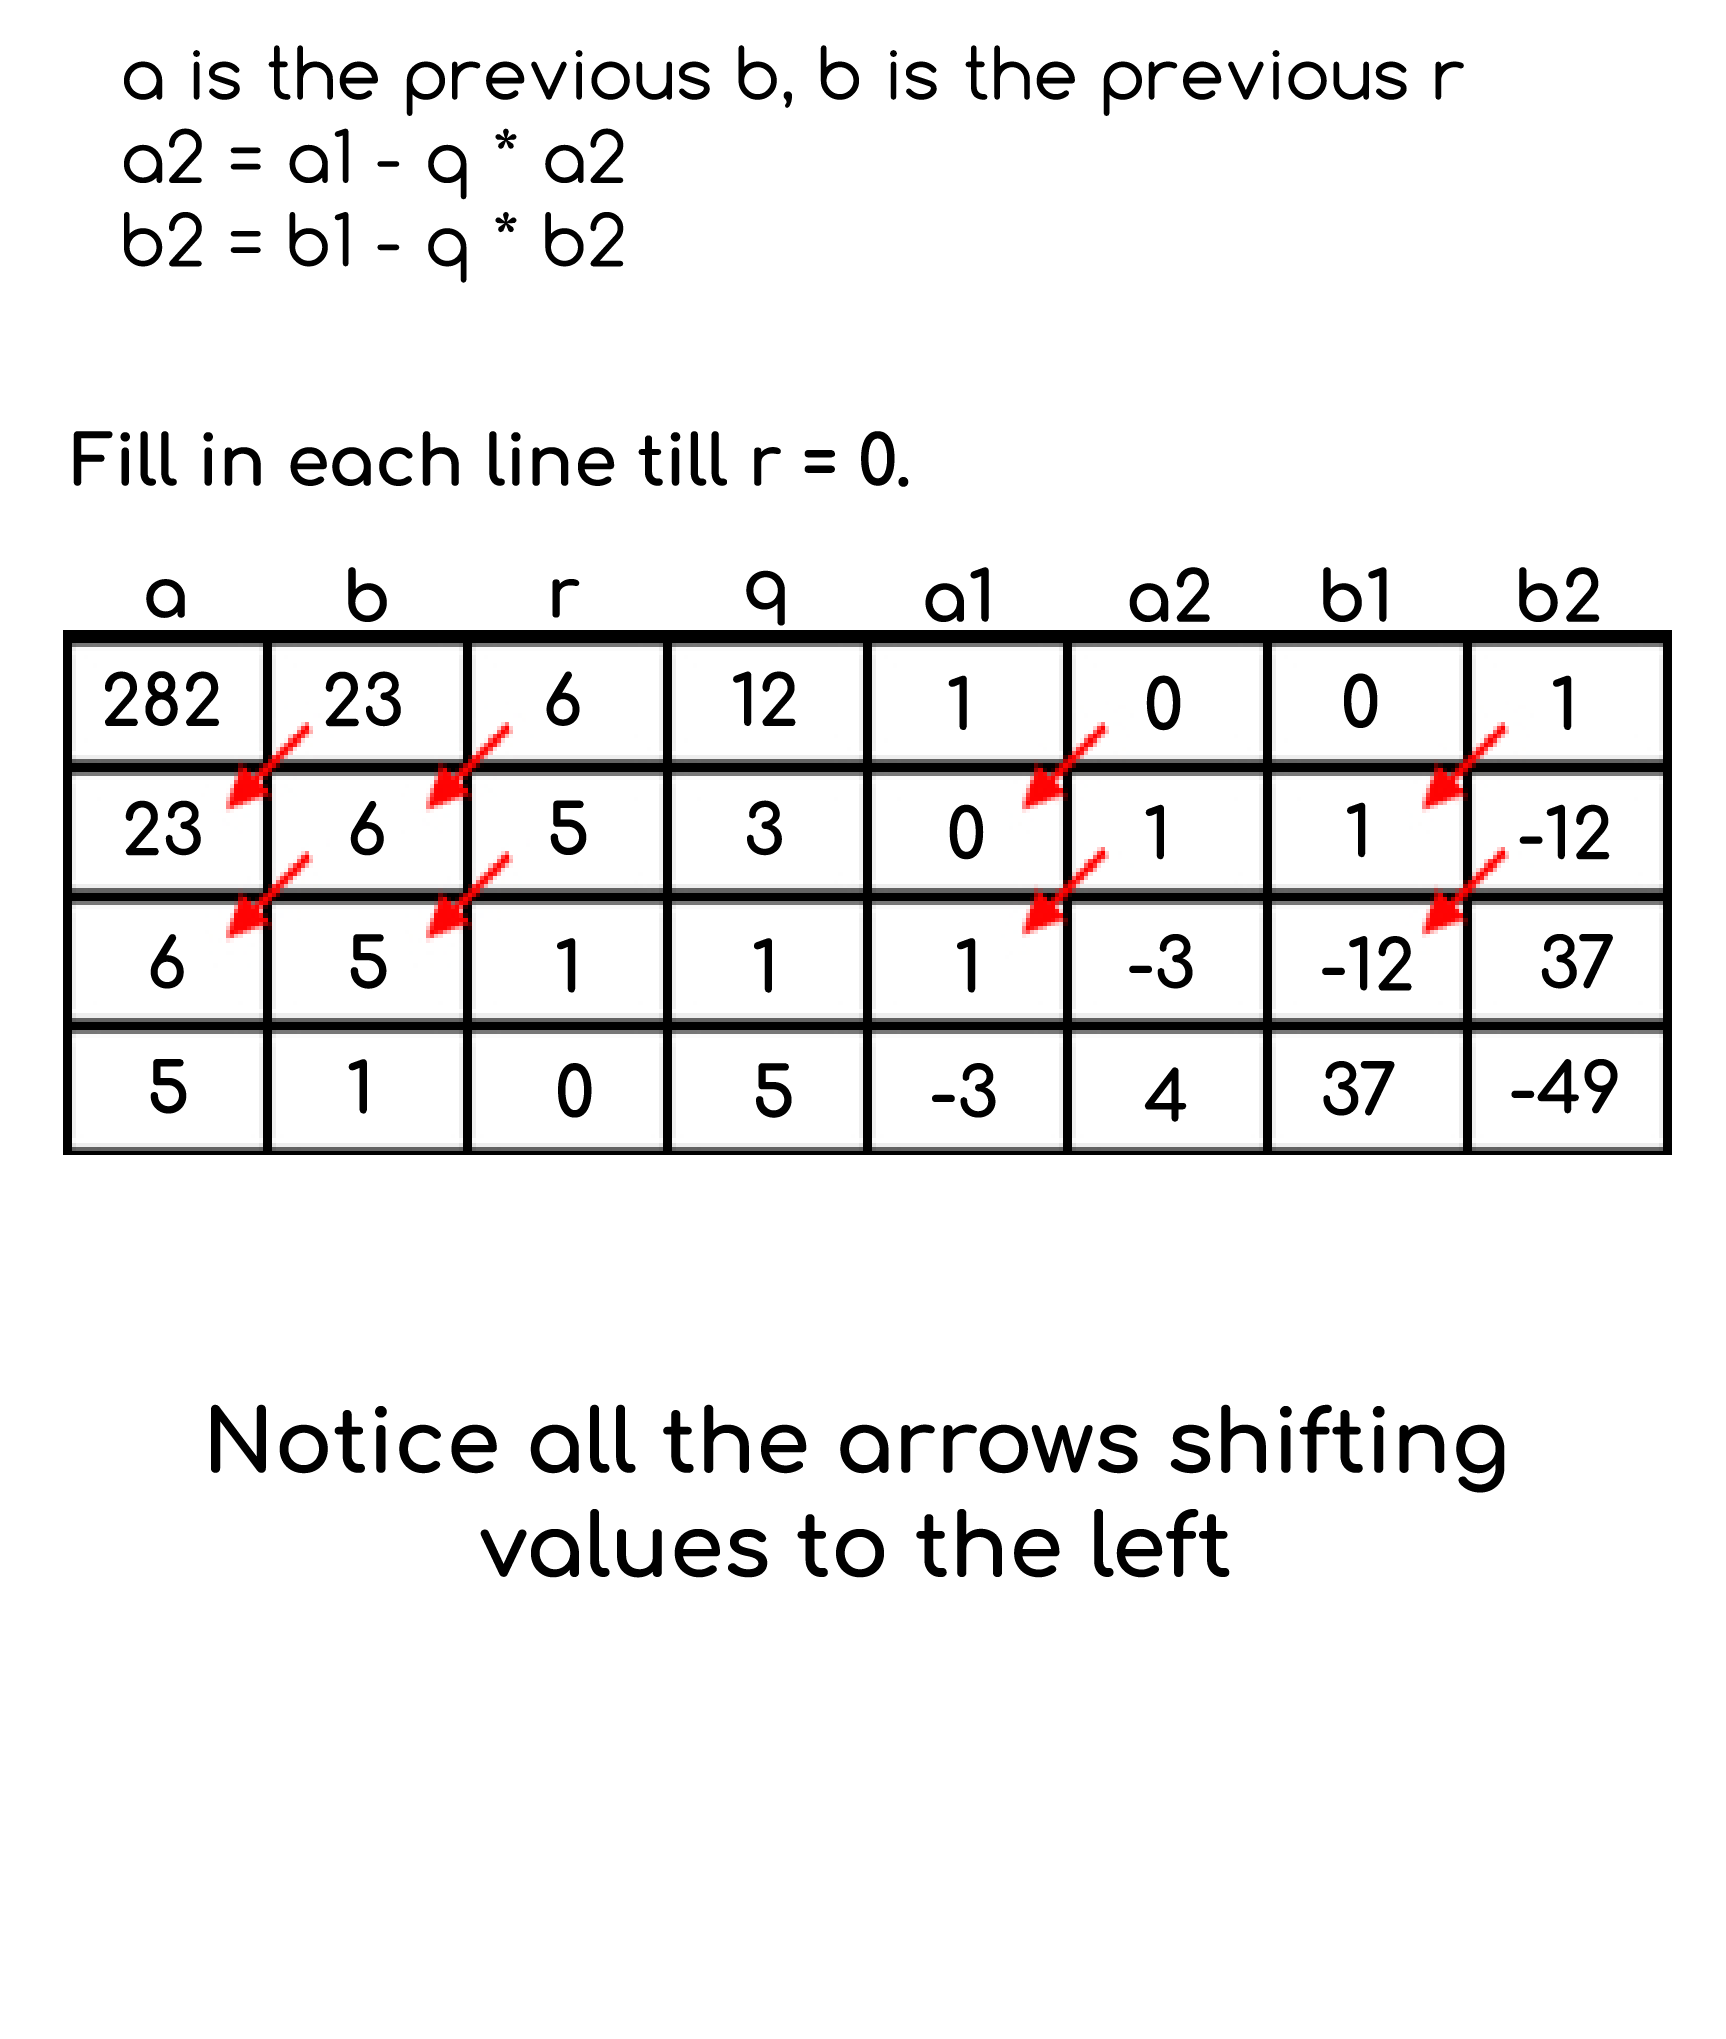 a is the previous b, b is the previous r
a2 = a1 - q * a2
b2 = b1 - q * b2
Fill in each line till r = 0.
a b r q a1 a2 b1 b2
282 23 6 12 1 0 0 1
23 6 5 3 0 1 1 -12
6 5 1 1 1 -3 -12 37
5 1 0 5 -3 4 37 -49
Notice all the arrows shifting
values to the left